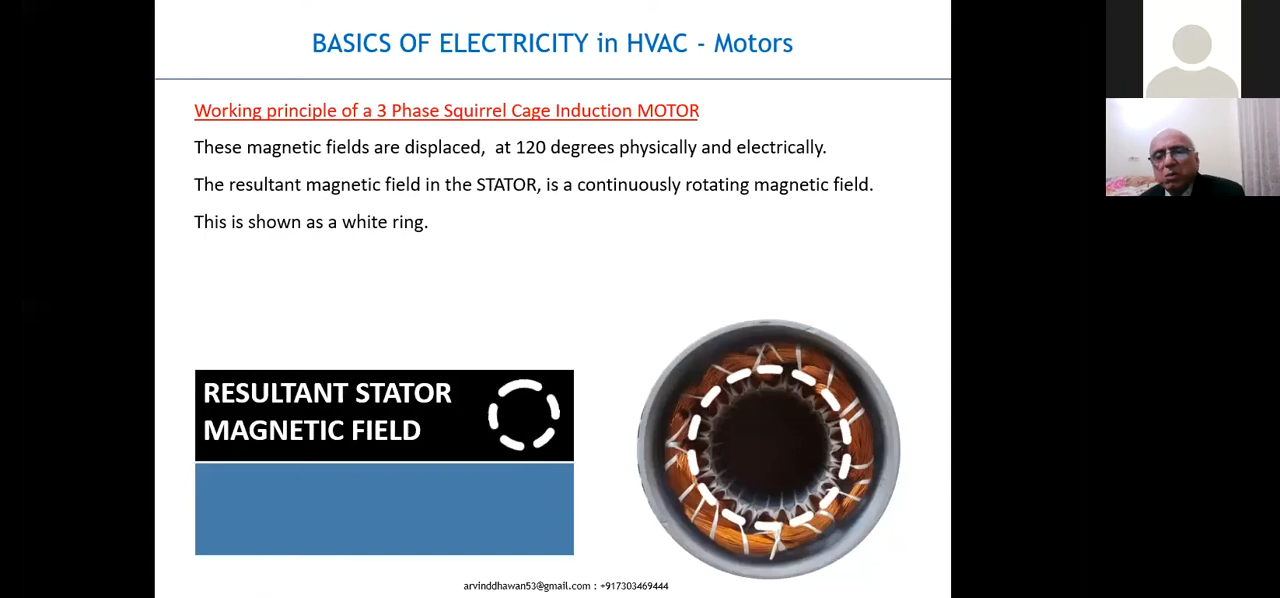 BASICS OF ELECTRICITY in HVAC - Motors
Working principle of a 3 Phase Squirrel Cage Induction MOTOR
These magnetic fields are displaced,  at 120 degrees physically and electrically.
The resultant magnetic field in the STATOR, is a continuously rotating magnetic field.
This is shown as a white ring.
RESULTANT STATOR
MAGNETIC FIELD
arvinddhawan53@gmail.com : +917303469444